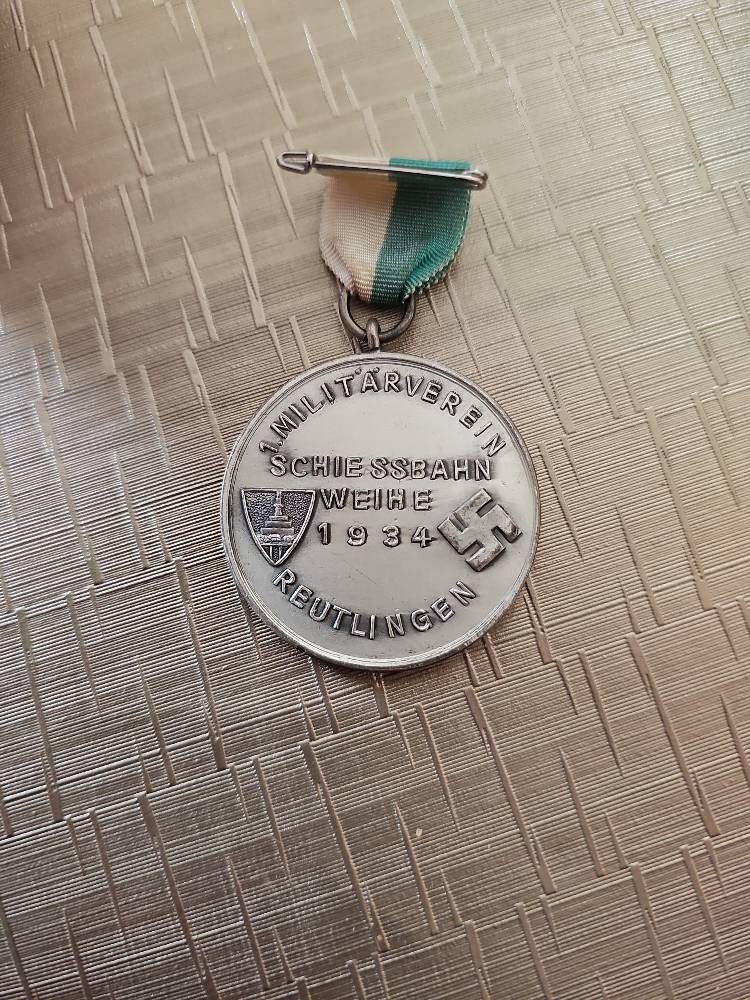 1. MILITÄRVEREIN
SCHIESSBAHN
WEIHE
1934
REUTLINGEN